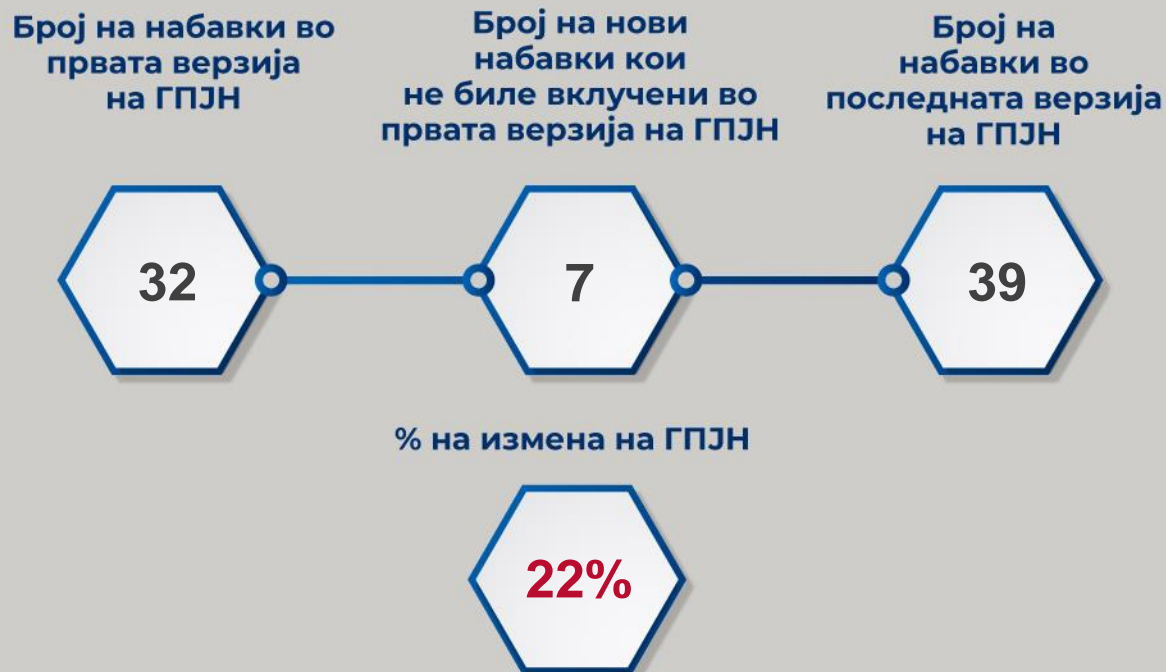 Број на набавки во
првата верзија
на ГПЈН
Број на нови
набавки кои
не биле вклучени во
првата верзија на ГПЈН
Број на
набавки во
последната верзија
на ГПЈН
32
7
39
% на измена на ГПЈН
22%